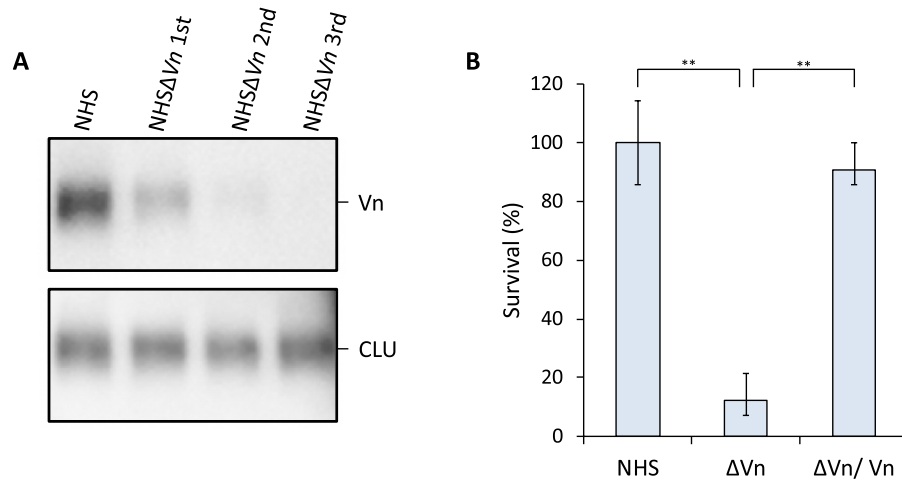 A
NHS
NHSΔVn 1st
NHSΔVn 2nd
NHSΔVn 3rd
Vn
CLU
B
**
**
120
100
80
60
40
20
0
Survival (%)
NHS
ΔVn
ΔVn/ Vn